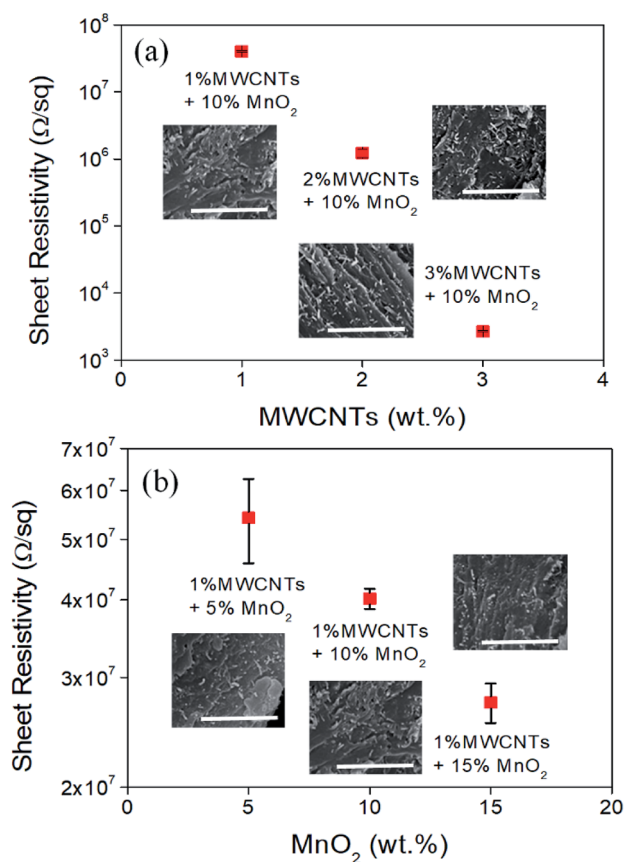 (a)
Sheet Resistivity (Ω/sq)
10⁸
10⁷
10⁶
10⁵
10⁴
10³
1%MWCNTs
+ 10% MnO₂
2%MWCNTs
+ 10% MnO₂
3%MWCNTs
+ 10% MnO₂
0 1 2 3 4
MWCNTs (wt.%)
(b)
Sheet Resistivity (Ω/sq)
7x10⁷
6x10⁷
5x10⁷
4x10⁷
3x10⁷
2x10⁷
1%MWCNTs
+ 5% MnO₂
1%MWCNTs
+ 10% MnO₂
1%MWCNTs
+ 15% MnO₂
0 5 10 15 20
MnO₂ (wt.%)